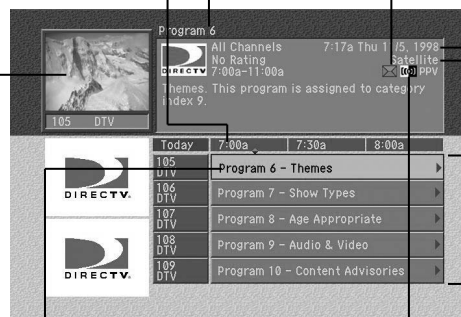 Program 6
All Channels 7:17a Thu 1 /5, 1998
No Rating Satellite
DIRECTV 7:00a-11:00a PPV
Themes. This program is assigned to category
index 9.
105 DTV
Today 7:00a 7:30a 8:00a
105 DTV Program 6 - Themes
106 DTV Program 7 - Show Types
107 DTV Program 8 - Age Appropriate
108 DTV Program 9 - Audio & Video
109 DTV Program 10 - Content Advisories
DIRECTV.
DIRECTV.